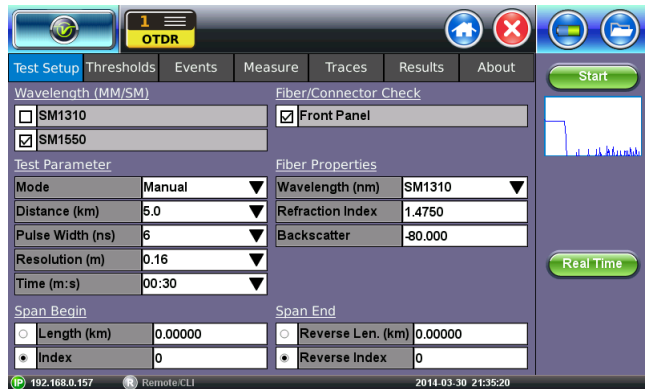 1
OTDR
Test Setup Thresholds Events Measure Traces Results About
Start
Wavelength (MM/SM) Fiber/Connector Check
SM1310 Front Panel
SM1550
Test Parameter Fiber Properties
Mode Manual Wavelength (nm) SM1310
Distance (km) 5.0 Refraction Index 1.4750
Pulse Width (ns) 6 Backscatter -80.000
Resolution (m) 0.16
Real Time
Time (m:s) 00:30
Span Begin Span End
Length (km) 0.00000 Reverse Len. (km) 0.00000
Index 0 Reverse Index 0
IP 192.168.0.157 R Remote/CLI 2014-03-30 21:35:20